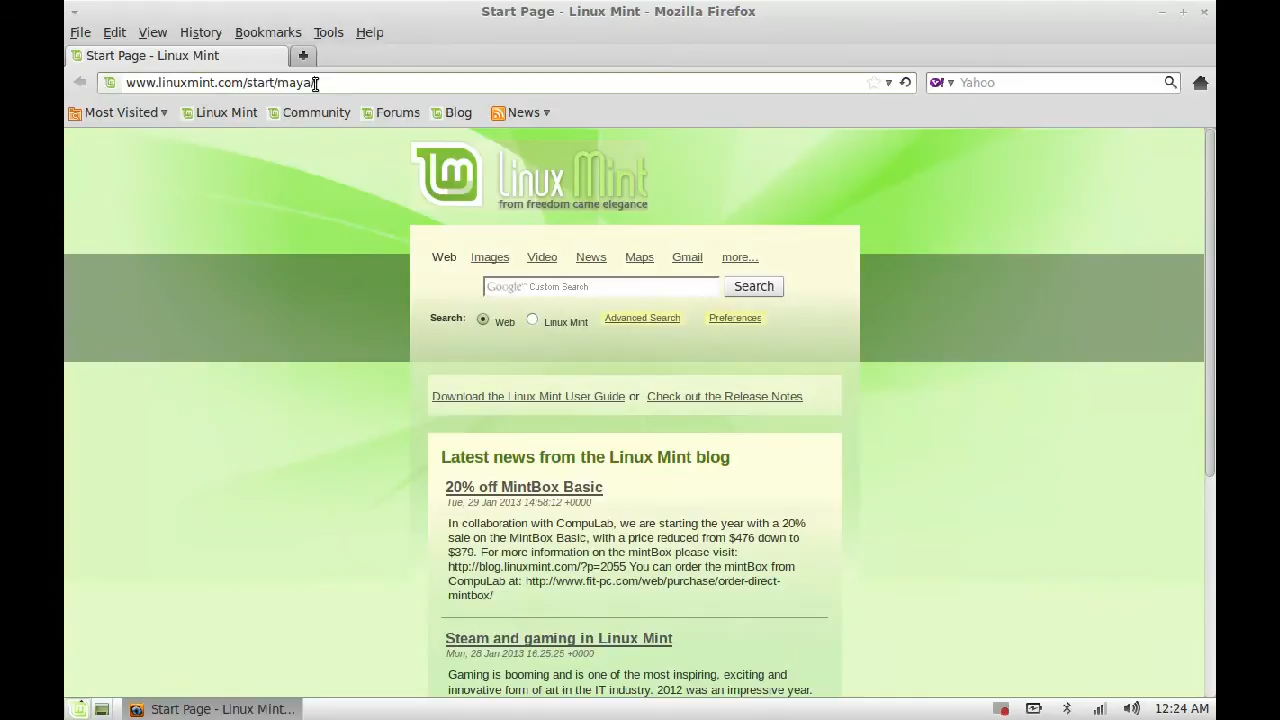 Start Page - Linux Mint - Mozilla Firefox
File Edit View History Bookmarks Tools Help
Start Page - Linux Mint
www.linuxmint.com/start/maya/
Yahoo
Most Visited Linux Mint Community Forums Blog News
Linux Mint
from freedom came elegance
Web Images Video News Maps Gmail more...
Google™ Custom Search Search
Search: Web Linux Mint Advanced Search Preferences
Download the Linux Mint User Guide or Check out the Release Notes
Latest news from the Linux Mint blog
20% off MintBox Basic
Tue, 29 Jan 2013 14:58:12 +0000
In collaboration with CompuLab, we are starting the year with a 20%
sale on the MintBox Basic, with a price reduced from $476 down to
$379. For more information on the mintBox please visit:
http://blog.linuxmint.com/?p=2055 You can order the mintBox from
CompuLab at: http://www.fit-pc.com/web/purchase/order-direct-
mintbox/
Steam and gaming in Linux Mint
Mon, 28 Jan 2013 16:25:25 +0000
Gaming is booming and is one of the most inspiring, exciting and
innovative form of art in the IT industry. 2012 was an impressive year.
Start Page - Linux Mint... 12:24 AM